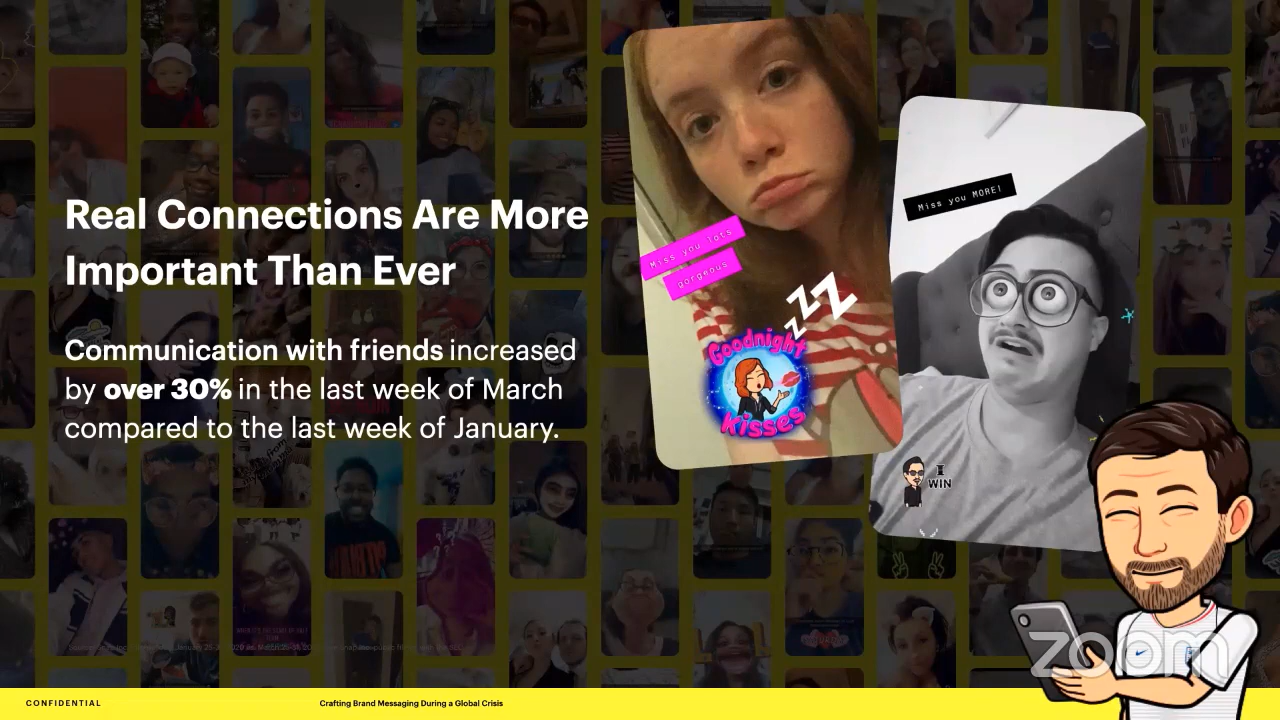 Real Connections Are More
Important Than Ever
Communication with friends increased
by over 30% in the last week of March
compared to the last week of January.
Miss you lots
gorgeous
zzz
Goodnight
kisses
Miss you MORE!
I
WIN
zoom
CONFIDENTIAL
Crafting Brand Messaging During a Global Crisis